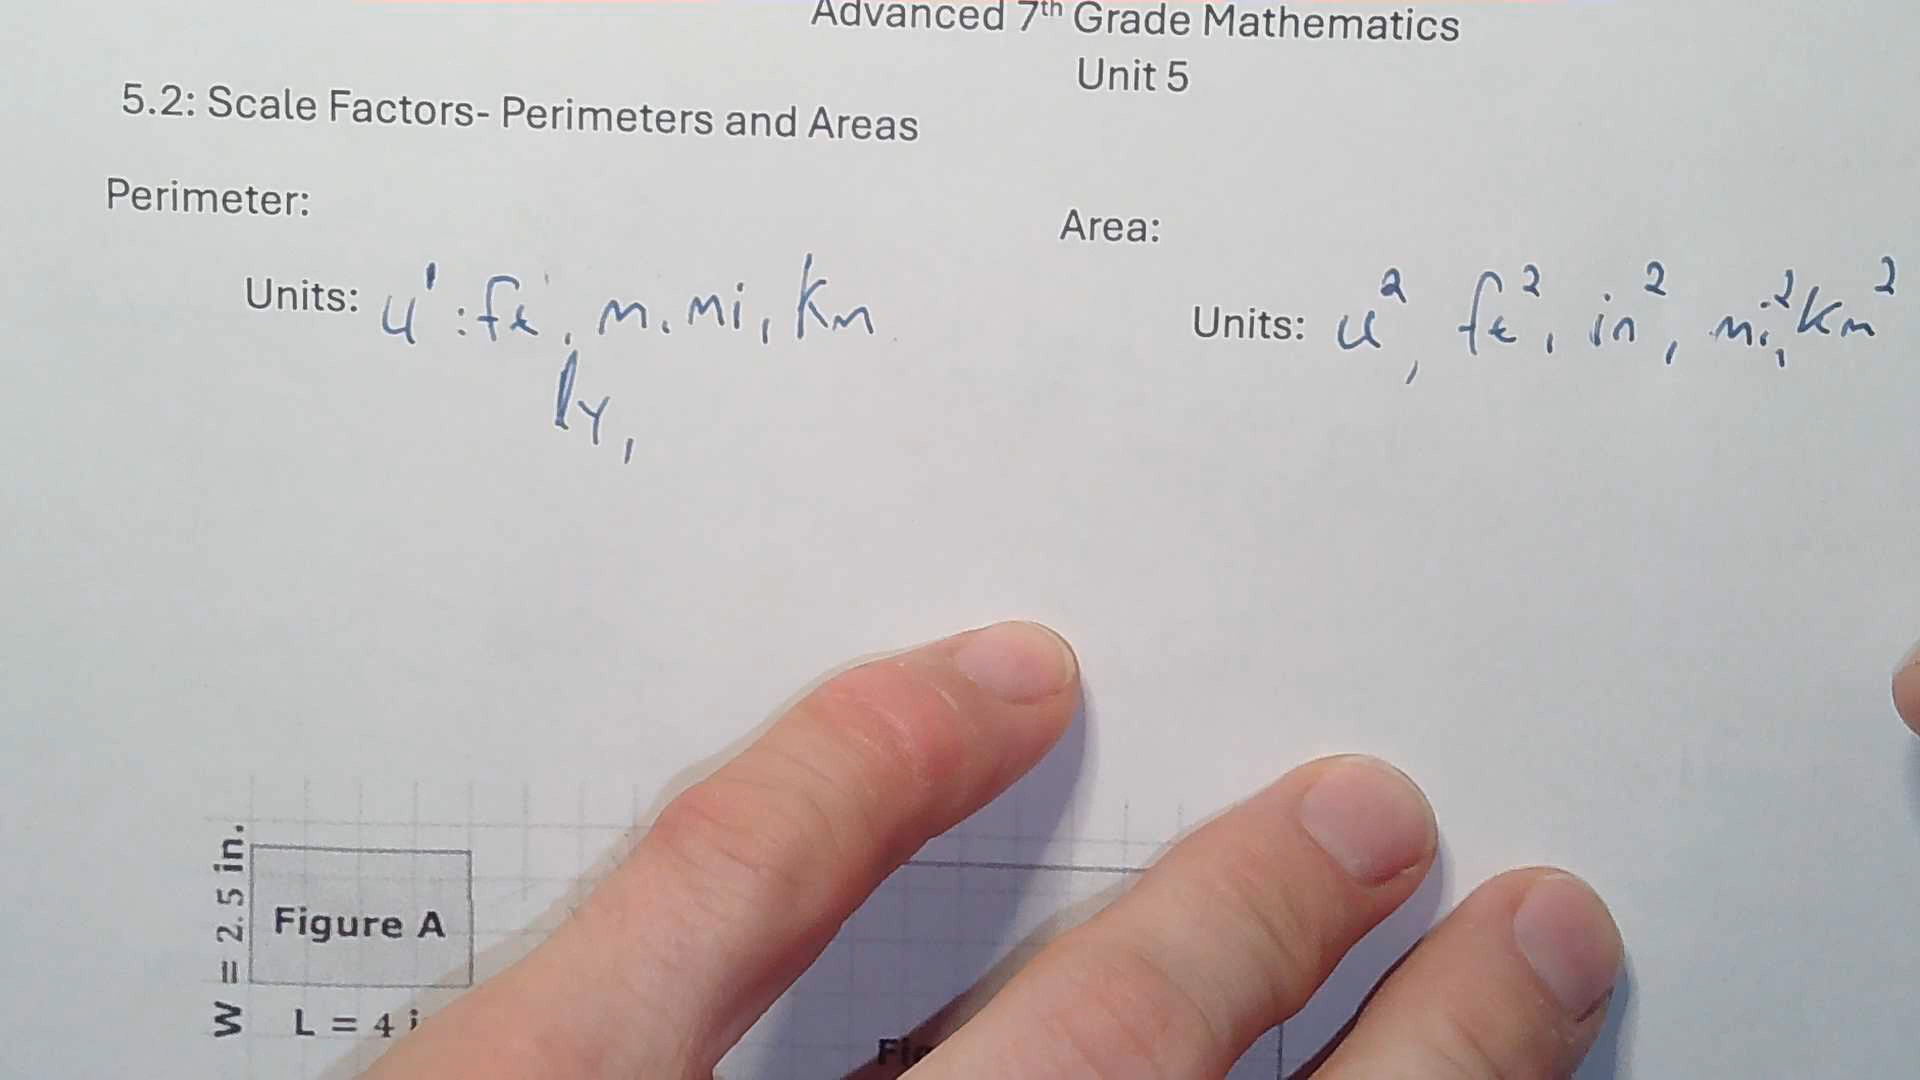 Advanced 7th Grade Mathematics
Unit 5
5.2: Scale Factors- Perimeters and Areas
Perimeter:
Units: u¹ : ft, m, mi, km
ly,
Area:
Units: u², ft², in², mi², km²
W = 2.5 in.
Figure A
L = 4